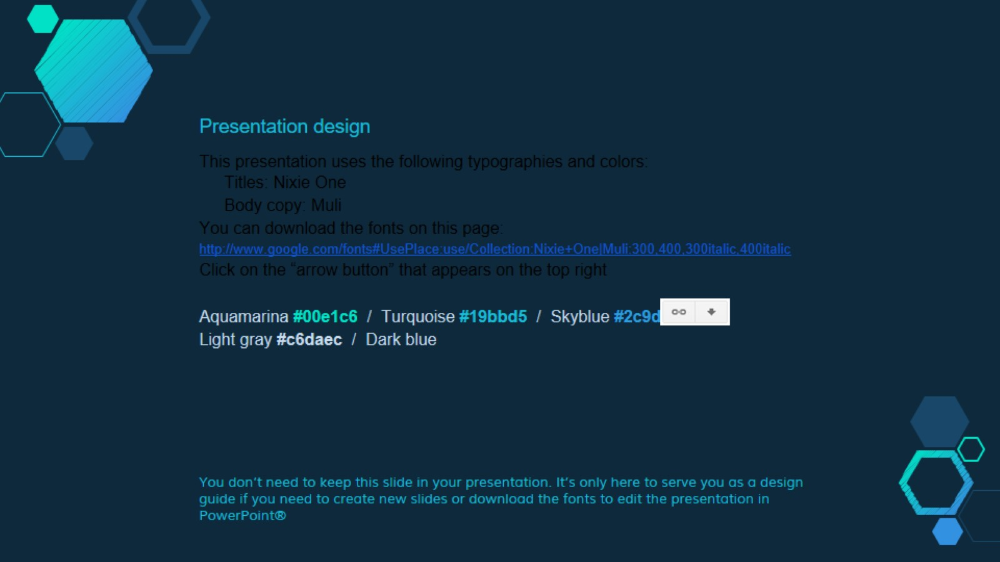 Presentation design
This presentation uses the following typographies and colors:
Titles: Nixie One
Body copy: Muli
You can download the fonts on this page:
http://www.google.com/fonts#UsePlace:use/Collection:Nixie+One|Muli:300,400,300italic,400italic
Click on the “arrow button” that appears on the top right
Aquamarina #00e1c6 / Turquoise #19bbd5 / Skyblue #2c9d
Light gray #c6daec / Dark blue
You don’t need to keep this slide in your presentation. It’s only here to serve you as a design
guide if you need to create new slides or download the fonts to edit the presentation in
PowerPoint®